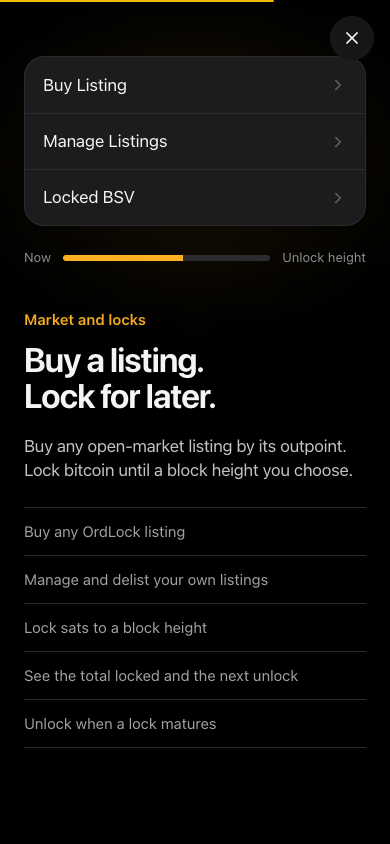 Buy Listing
Manage Listings
Locked BSV
Now
Unlock height
Market and locks
Buy a listing.
Lock for later.
Buy any open-market listing by its outpoint.
Lock bitcoin until a block height you choose.
Buy any OrdLock listing
Manage and delist your own listings
Lock sats to a block height
See the total locked and the next unlock
Unlock when a lock matures